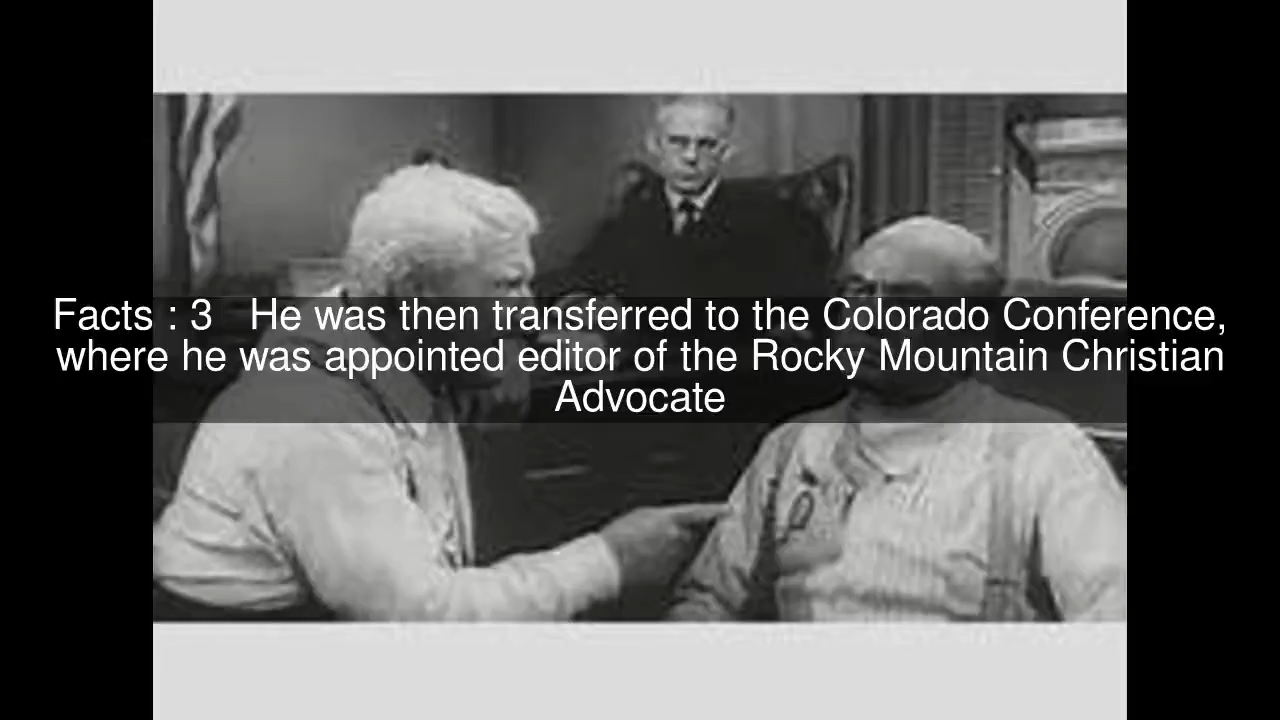 Facts : 3   He was then transferred to the Colorado Conference,
where he was appointed editor of the Rocky Mountain Christian
Advocate